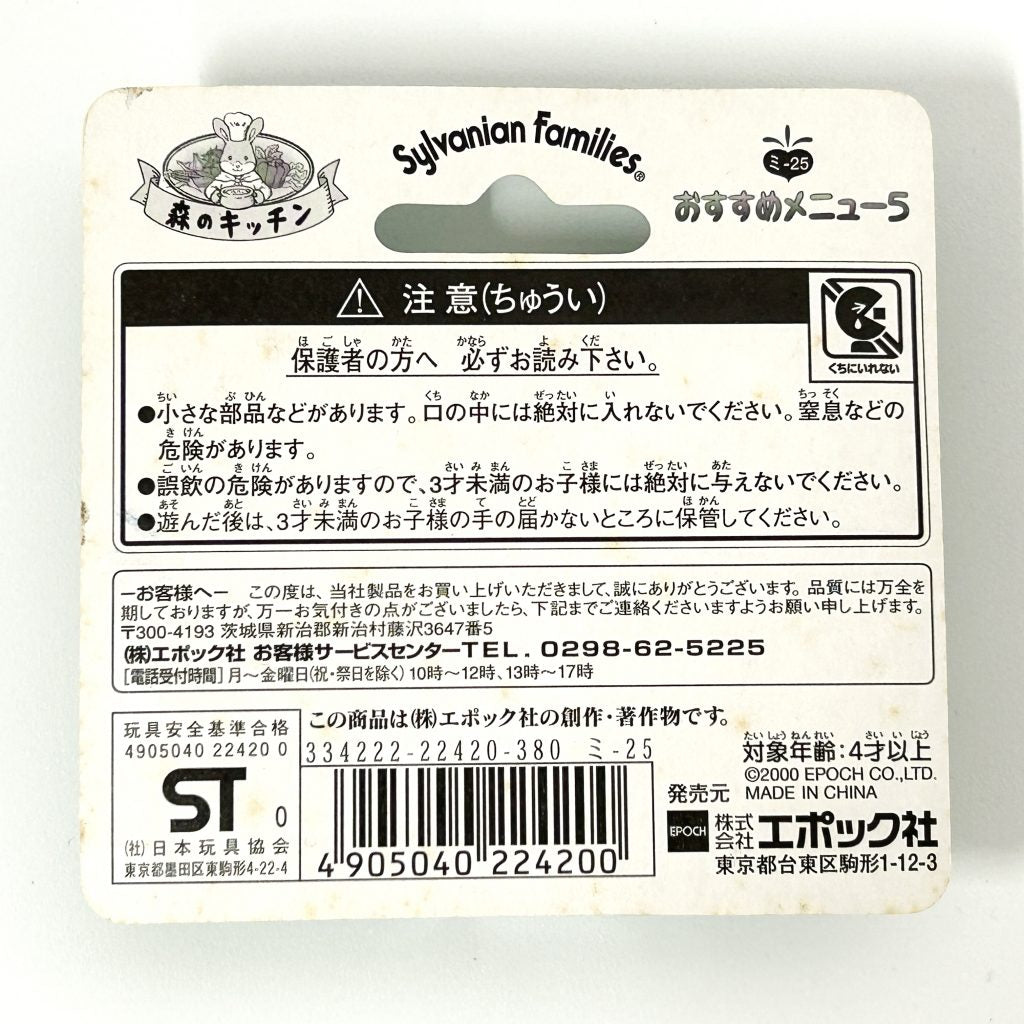 森のキッチン
Sylvanian Families®
ミ-25
おすすめメニュー5
注意(ちゅうい)
くちにいれない
保護者の方へ 必ずお読み下さい。
●小さな部品などがあります。口の中には絶対に入れないでください。窒息などの
危険があります。
●誤飲の危険がありますので、3才未満のお子様には絶対に与えないでください。
●遊んだ後は、3才未満のお子様の手の届かないところに保管してください。
―お客様へ― この度は、当社製品をお買い上げいただきまして、誠にありがとうございます。品質には万全を
期しておりますが、万一お気付きの点がございましたら、下記までご連絡くださいますようお願い申し上げます。
〒300-4193 茨城県新治郡新治村藤沢3647番5
(株)エポック社 お客様サービスセンターTEL. 0298-62-5225
[電話受付時間] 月〜金曜日(祝・祭日を除く) 10時〜12時、13時〜17時
玩具安全基準合格
4905040 22420 0
ST
0
(社)日本玩具協会
東京都墨田区東駒形4-22-4
この商品は(株)エポック社の創作・著作物です。
334222-22420-380 ミ-25
4 905040 224200
対象年齢:4才以上
©2000 EPOCH CO.,LTD.
MADE IN CHINA
発売元
EPOCH 株式会社エポック社
東京都台東区駒形1-12-3